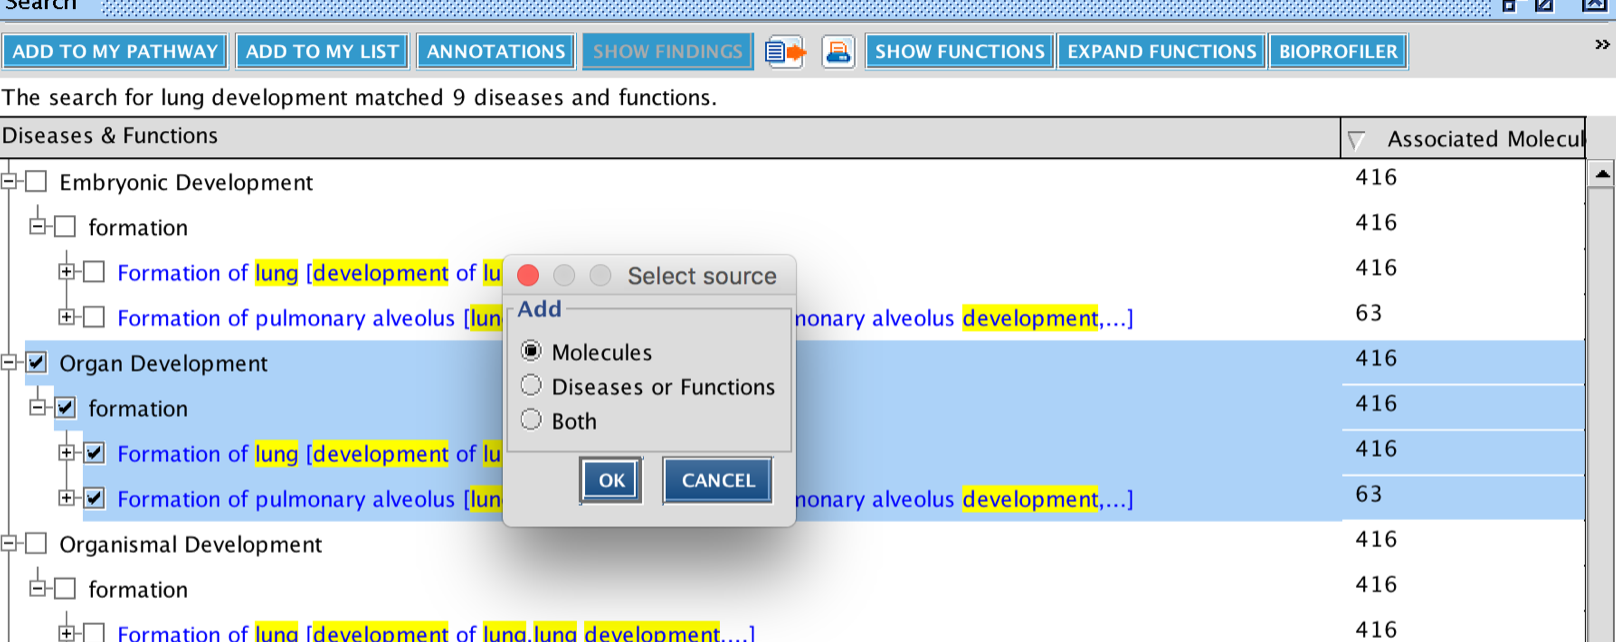 Search
ADD TO MY PATHWAY ADD TO MY LIST ANNOTATIONS SHOW FINDINGS SHOW FUNCTIONS EXPAND FUNCTIONS BIOPROFILER »
The search for lung development matched 9 diseases and functions.
Diseases & Functions Associated Molecul
Embryonic Development 416
formation 416
Formation of lung [development of lu 416
Formation of pulmonary alveolus [lun monary alveolus development,...] 63
Organ Development 416
formation 416
Formation of lung [development of lu 416
Formation of pulmonary alveolus [lun monary alveolus development,...] 63
Organismal Development 416
formation 416
Formation of lung [development of lung,lung development,...] 416
Select source
Add
Molecules
Diseases or Functions
Both
OK CANCEL